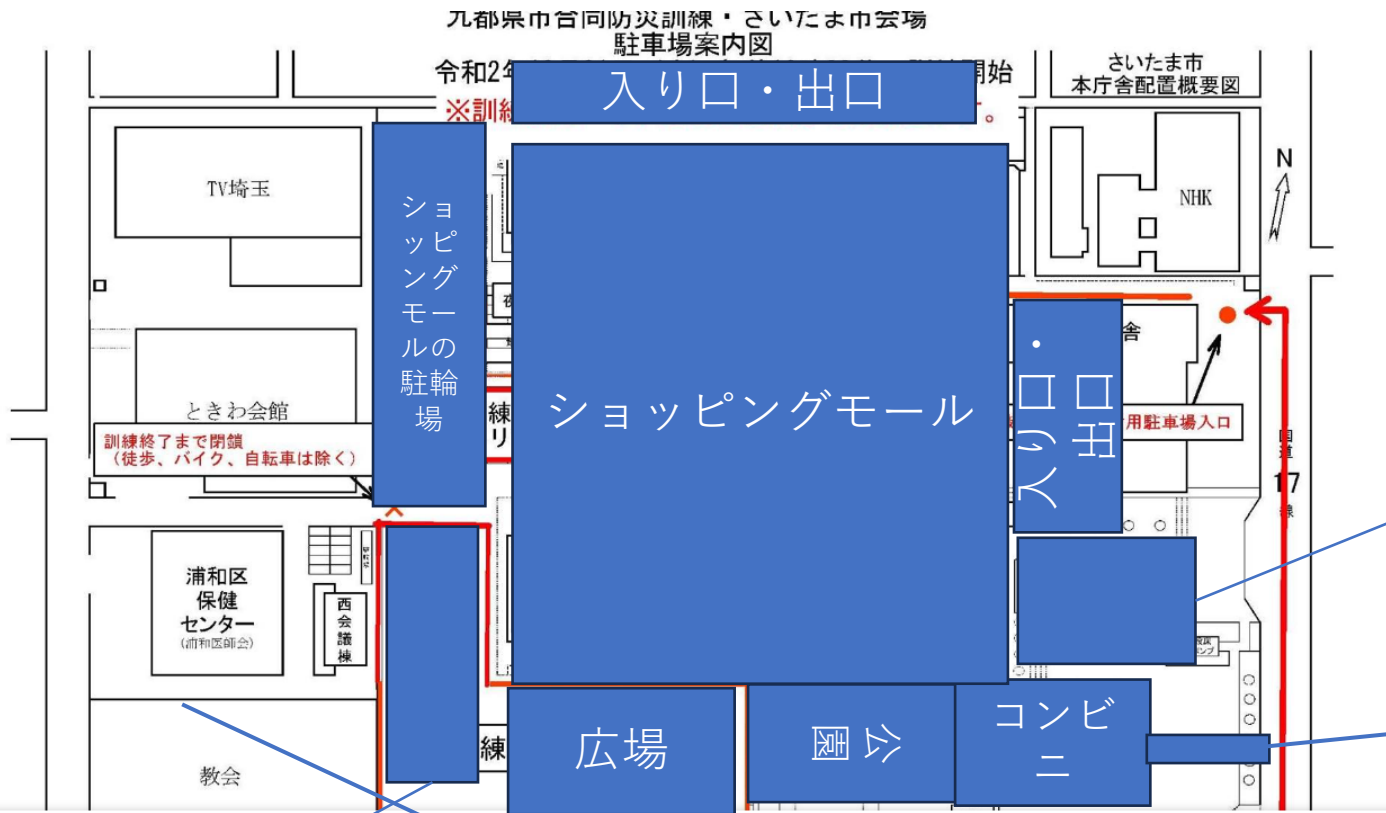 九都県市合同防災訓練・さいたま市会場
駐車場案内図
令和2年
開始
※訓練
。
入り口・出口
さいたま市
本庁舎配置概要図
TV埼玉
ショ
ッピ
ング
モー
ルの
駐輪
場
N
NHK
ショッピングモール
入り口・
出口
舎
用駐車場入口
国道
17
線
ときわ会館
訓練終了まで閉鎖
(徒歩、バイク、自転車は除く)
練
リ
浦和区
保健
センター
(浦和医師会)
西
会
議
棟
教会
練
広場
公園
コンビ
ニ